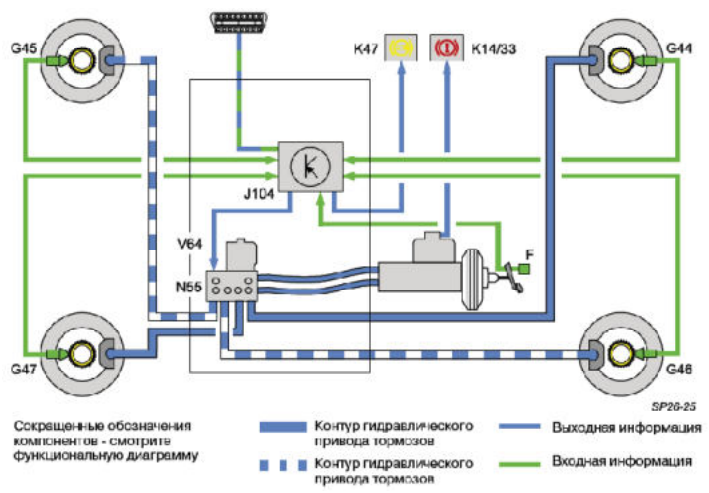 G45
K47
K14/33
G44
J104
V64
F
N55
G47
G46
SP26-25
Сокращенные обозначения
компонентов - смотрите
функциональную диаграмму
Контур гидравлического
привода тормозов
Контур гидравлического
привода тормозов
Выходная информация
Входная информация